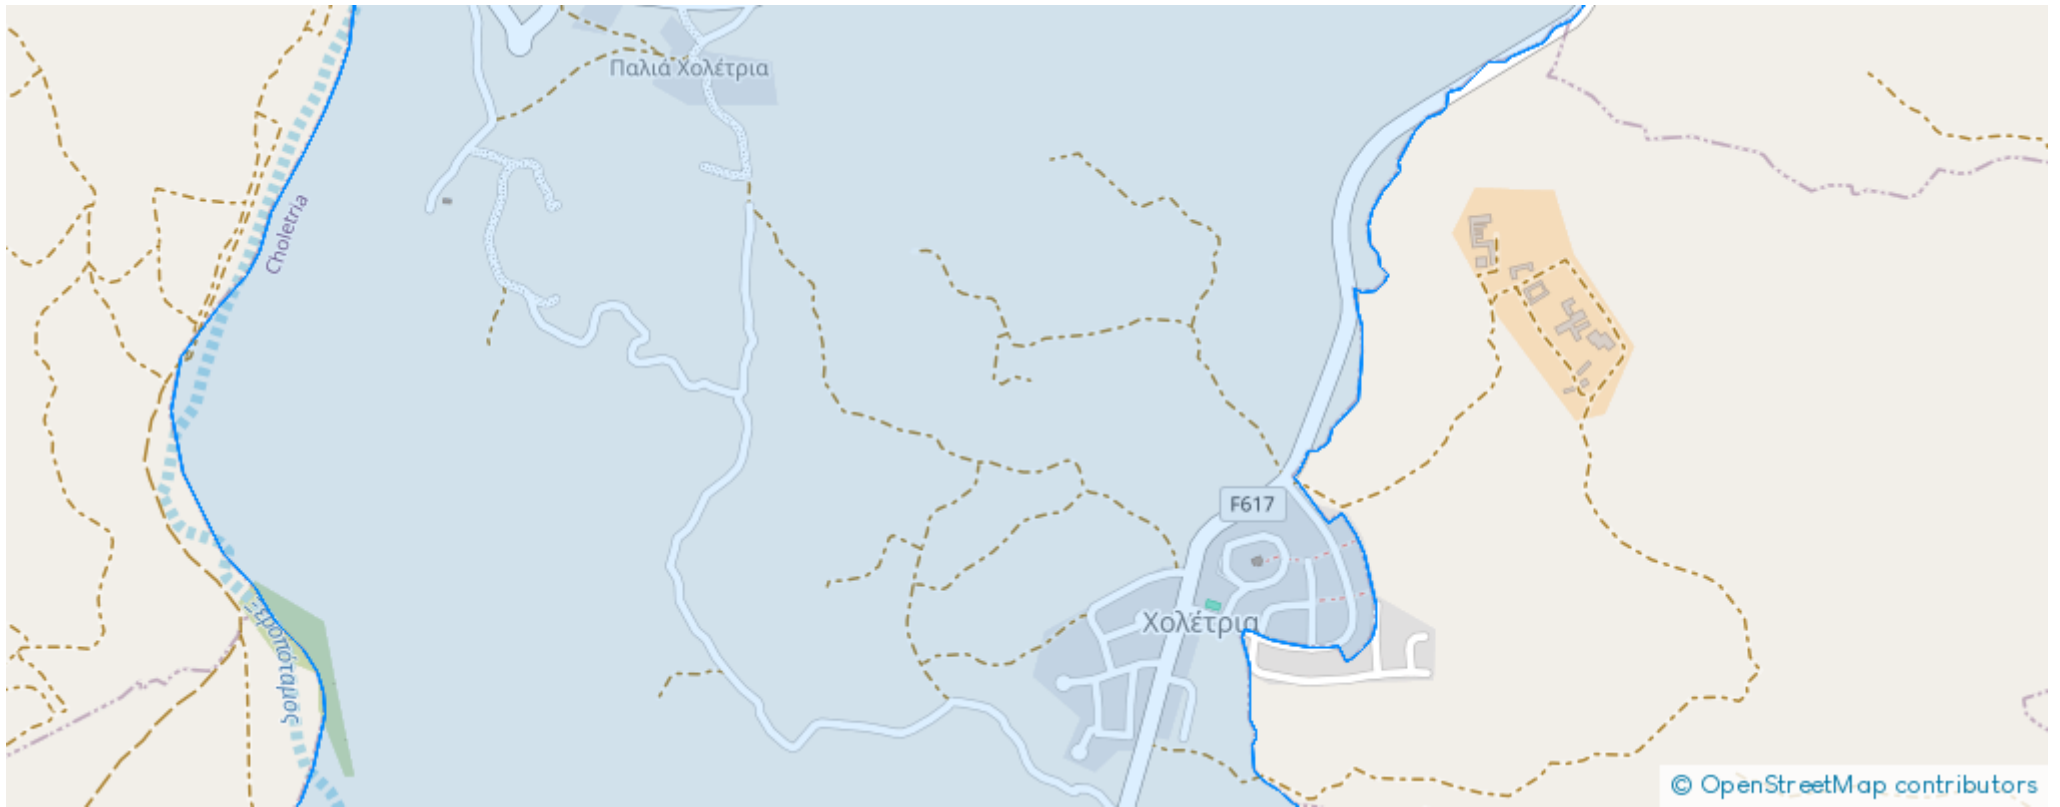 Παλιά Χολέτρια
Choletria
F617
Χολέτρια
Ξεροπόταμος
© OpenStreetMap contributors